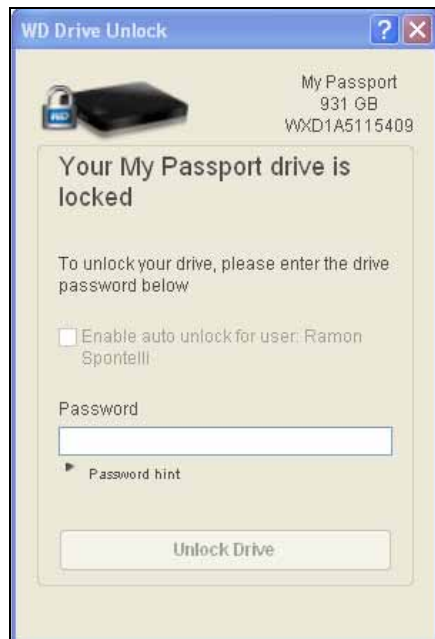 WD Drive Unlock
?
My Passport
931 GB
WXD1A5115409
WD
Your My Passport drive is
locked
To unlock your drive, please enter the drive
password below
Enable auto unlock for user: Ramon
Spontelli
Password
Password hint
Unlock Drive